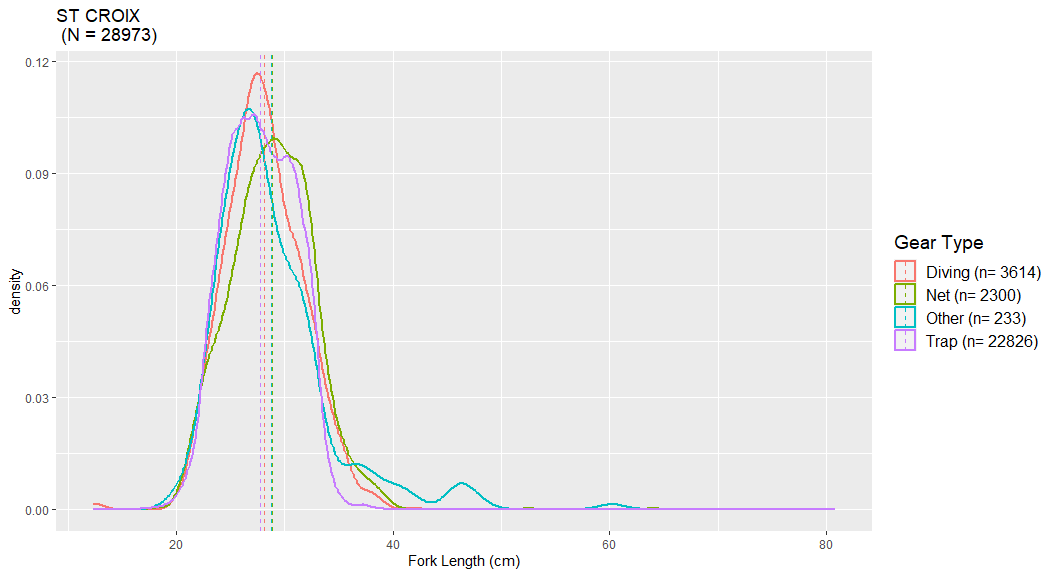 ST CROIX
(N = 28973)
0.12
0.09
0.06
0.03
0.00
density
20
40
60
80
Fork Length (cm)
Gear Type
Diving (n= 3614)
Net (n= 2300)
Other (n= 233)
Trap (n= 22826)